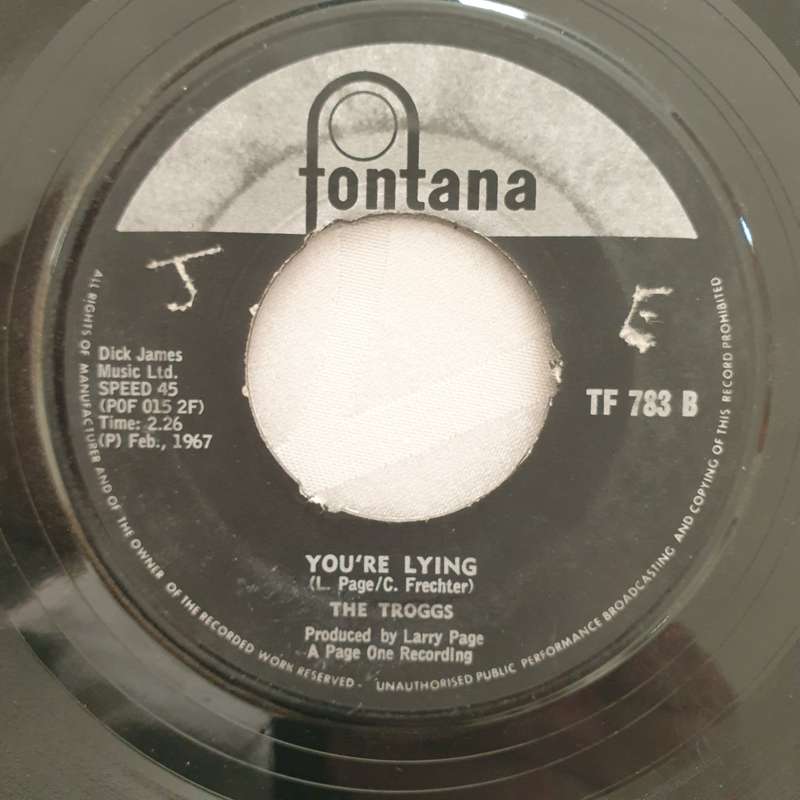 fontana
J
E
Dick James
Music Ltd.
SPEED 45
(POF 015 2F)
Time: 2.26
(P) Feb., 1967
TF 783 B
YOU'RE LYING
(L. Page/C. Frechter)
THE TROGGS
Produced by Larry Page
A Page One Recording
ALL RIGHTS OF MANUFACTURER AND OF THE OWNER OF THE RECORDED WORK RESERVED - UNAUTHORISED PUBLIC PERFORMANCE BROADCASTING AND COPYING OF THIS RECORD PROHIBITED